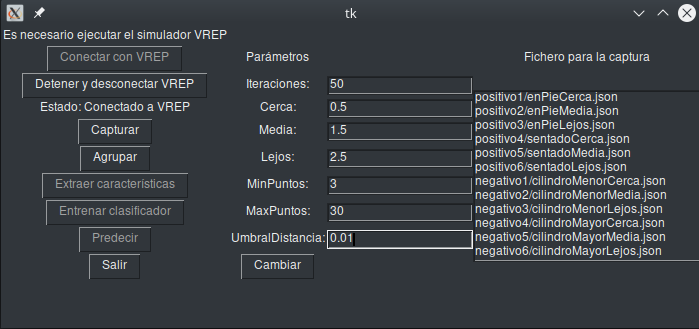 tk
Es necesario ejecutar el simulador VREP
Conectar con VREP
Detener y desconectar VREP
Estado: Conectado a VREP
Capturar
Agrupar
Extraer características
Entrenar clasificador
Predecir
Salir
Parámetros
Iteraciones: 50
Cerca: 0.5
Media: 1.5
Lejos: 2.5
MinPuntos: 3
MaxPuntos: 30
UmbralDistancia: 0.01
Cambiar
Fichero para la captura
positivo1/enPieCerca.json
positivo2/enPieMedia.json
positivo3/enPieLejos.json
positivo4/sentadoCerca.json
positivo5/sentadoMedia.json
positivo6/sentadoLejos.json
negativo1/cilindroMenorCerca.json
negativo2/cilindroMenorMedia.json
negativo3/cilindroMenorLejos.json
negativo4/cilindroMayorCerca.json
negativo5/cilindroMayorMedia.json
negativo6/cilindroMayorLejos.json